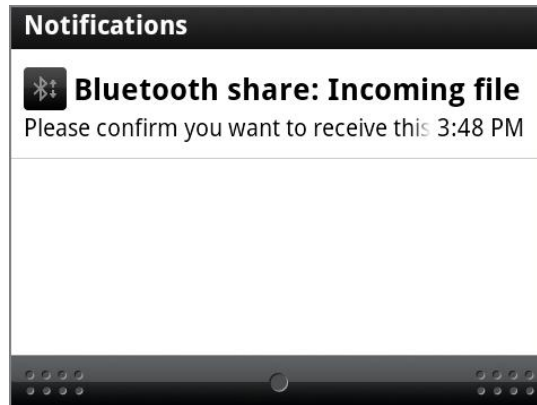 Notifications
Bluetooth share: Incoming file
Please confirm you want to receive this 3:48 PM